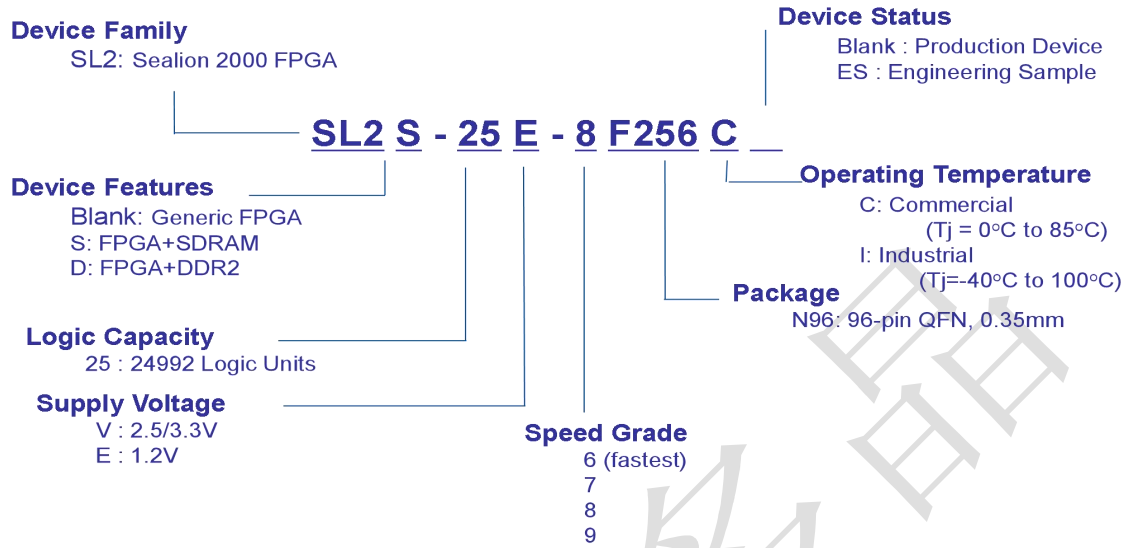 Device Family
SL2: Sealion 2000 FPGA
Device Status
Blank : Production Device
ES : Engineering Sample
SL2 S - 25 E - 8 F256 C
Device Features
Blank: Generic FPGA
S: FPGA+SDRAM
D: FPGA+DDR2
Operating Temperature
C: Commercial
(Tj = 0°C to 85°C)
I: Industrial
(Tj=-40°C to 100°C)
Package
N96: 96-pin QFN, 0.35mm
Logic Capacity
25 : 24992 Logic Units
Supply Voltage
V : 2.5/3.3V
E : 1.2V
Speed Grade
6 (fastest)
7
8
9